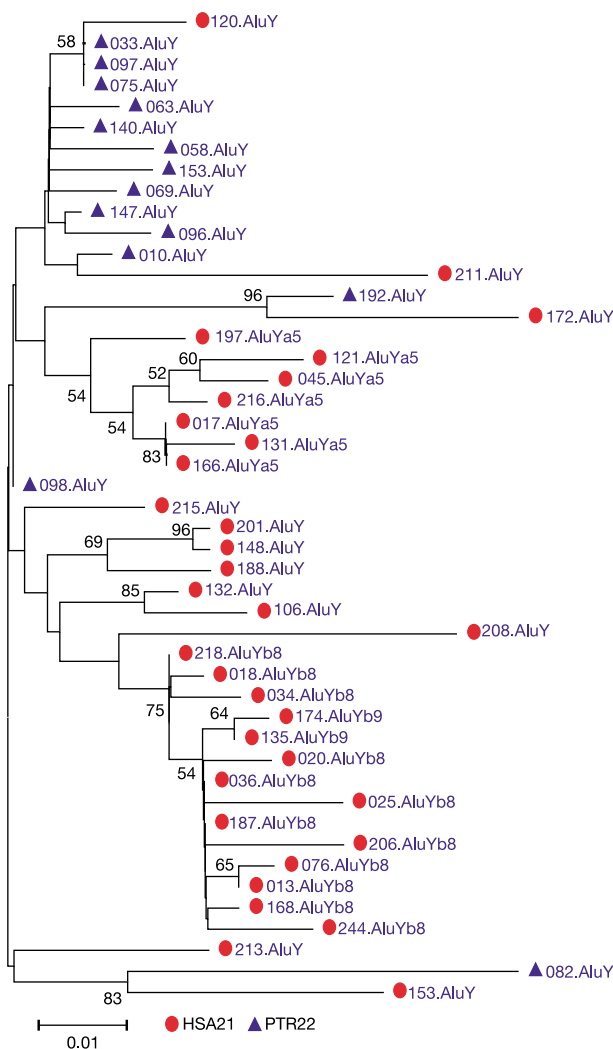 120.AluY
58
033.AluY
097.AluY
075.AluY
063.AluY
140.AluY
058.AluY
153.AluY
069.AluY
147.AluY
096.AluY
010.AluY
211.AluY
96
192.AluY
172.AluY
197.AluYa5
60
121.AluYa5
52
045.AluYa5
54
216.AluYa5
54
017.AluYa5
131.AluYa5
83
166.AluYa5
098.AluY
215.AluY
96
201.AluY
69
148.AluY
188.AluY
85
132.AluY
106.AluY
208.AluY
218.AluYb8
018.AluYb8
034.AluYb8
75
64
174.AluYb9
135.AluYb9
020.AluYb8
54
036.AluYb8
025.AluYb8
187.AluYb8
206.AluYb8
65
076.AluYb8
013.AluYb8
168.AluYb8
244.AluYb8
213.AluY
082.AluY
83
153.AluY
0.01
HSA21 PTR22